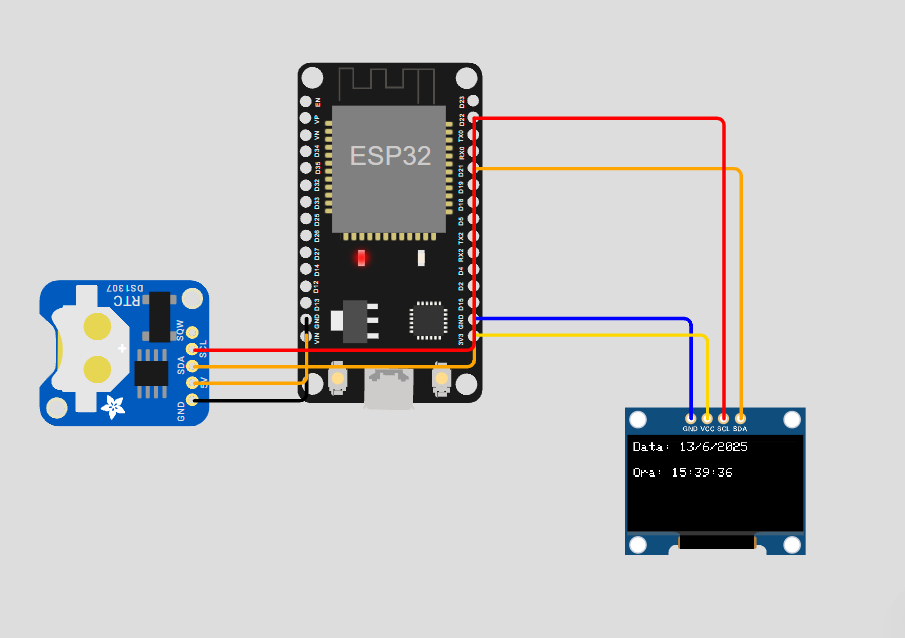 EN
VP
VN
D34
D35
D32
D33
D25
D26
D27
D14
D12
D13
GND
VIN
ESP32
D23
D22
TX0
RX0
D21
D19
D18
D5
TX2
RX2
D4
D2
D15
GND
3V3
DS1307
RTC
SQW
SCL
SDA
5V
GND
GND VCC SCL SDA
Data: 13/6/2025
Ora: 15:39:36